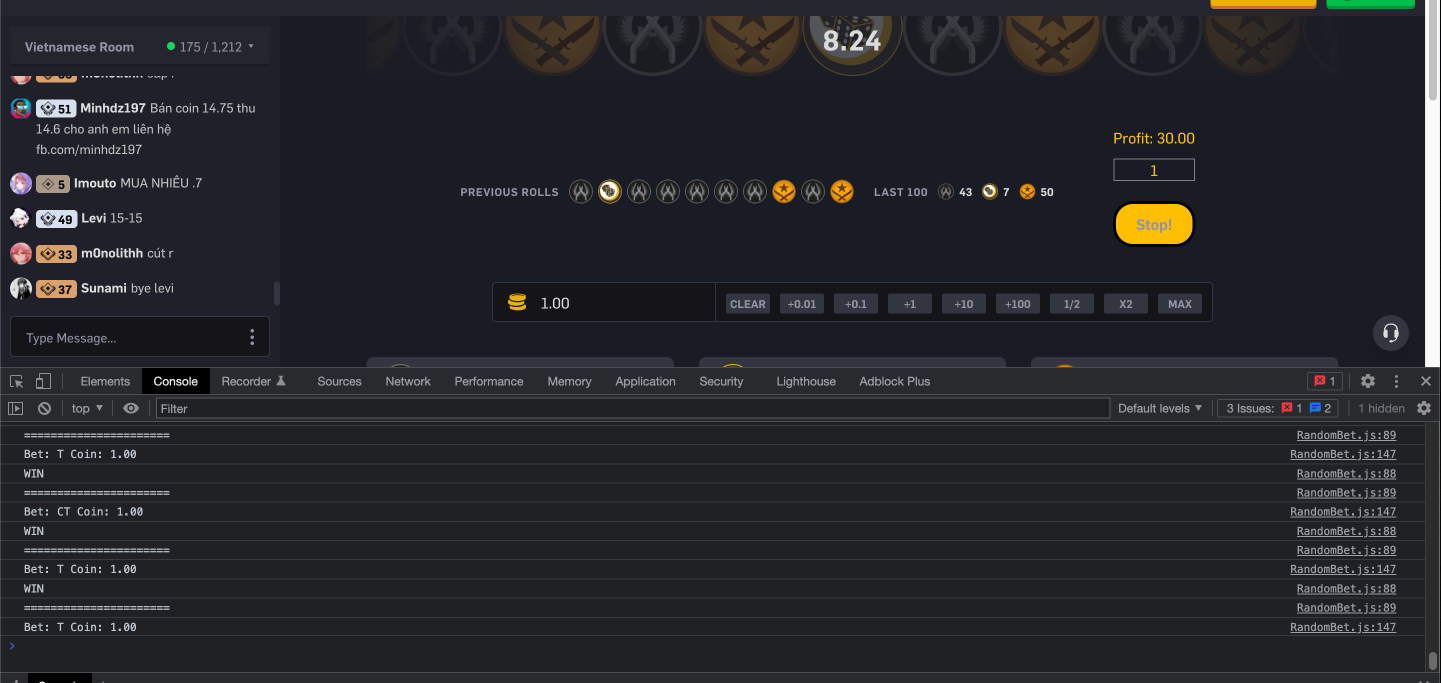 Vietnamese Room
175 / 1,212
51 Minhdz197 Bán coin 14.75 thu
14.6 cho anh em liên hệ
fb.com/minhdz197
5 Imouto MUA NHIỀU .7
49 Levi 15-15
33 m0nolithh cút r
37 Sunami bye levi
Type Message...
8.24
Profit: 30.00
1
Stop!
PREVIOUS ROLLS
LAST 100 43 7 50
1.00 CLEAR +0.01 +0.1 +1 +10 +100 1/2 X2 MAX
Elements Console Recorder Sources Network Performance Memory Application Security Lighthouse Adblock Plus 1
top Filter Default levels 3 Issues: 1 2 1 hidden
====================== RandomBet.js:89
Bet: T Coin: 1.00 RandomBet.js:147
WIN RandomBet.js:88
====================== RandomBet.js:89
Bet: CT Coin: 1.00 RandomBet.js:147
WIN RandomBet.js:88
====================== RandomBet.js:89
Bet: T Coin: 1.00 RandomBet.js:147
WIN RandomBet.js:88
====================== RandomBet.js:89
Bet: T Coin: 1.00 RandomBet.js:147